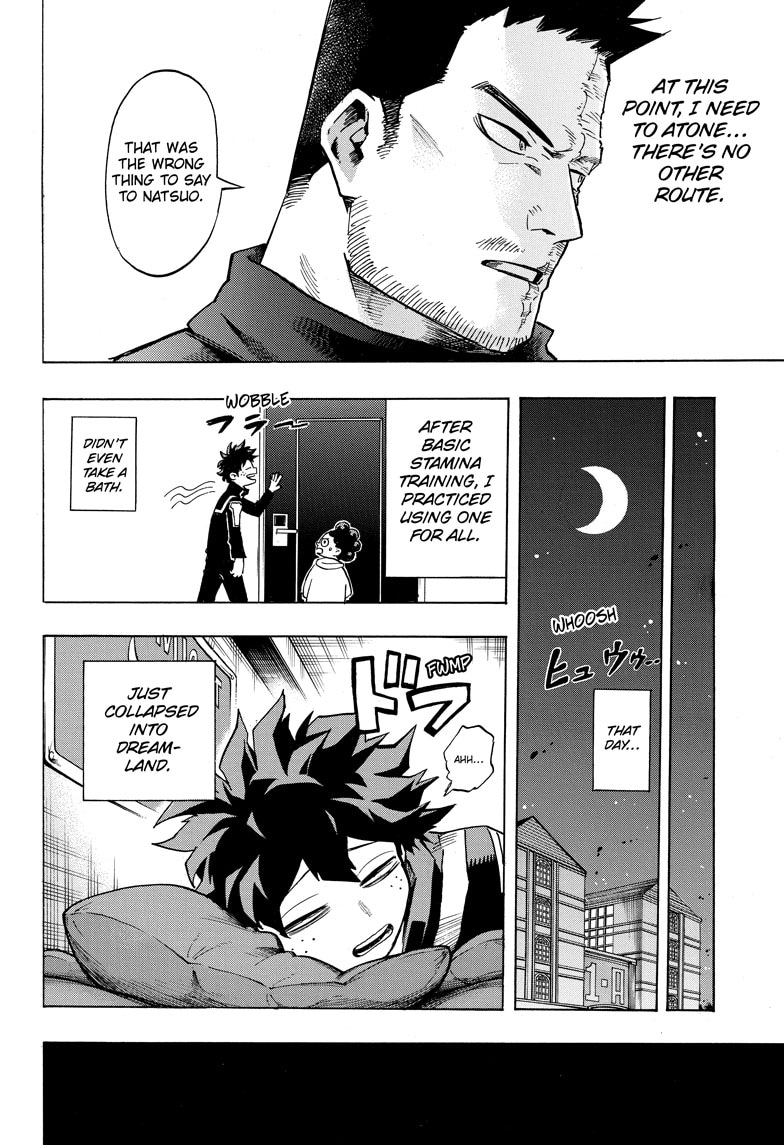 AT THIS
POINT, I NEED
TO ATONE...
THERE'S NO
OTHER
ROUTE.
THAT WAS
THE WRONG
THING TO SAY
TO NATSUO.
WHOOSH
ヒュウゥ・・
THAT
DAY...
1-A
AFTER
BASIC
STAMINA
TRAINING, I
PRACTICED
USING ONE
FOR ALL.
WOBBLE
フラ〜
DIDN'T
EVEN
TAKE A
BATH.
FWMP
ドフッ
AHH...
JUST
COLLAPSED
INTO
DREAM-
LAND.